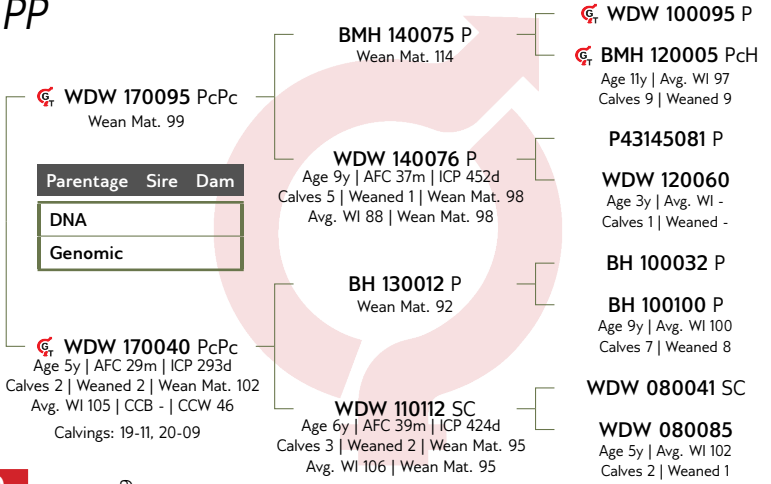 PP
WDW 170095 PcPc
Wean Mat. 99
Parentage Sire Dam
DNA
Genomic
WDW 170040 PcPc
Age 5y | AFC 29m | ICP 293d
Calves 2 | Weaned 2 | Wean Mat. 102
Avg. WI 105 | CCB - | CCW 46
Calvings: 19-11, 20-09
BMH 140075 P
Wean Mat. 114
WDW 140076 P
Age 9y | AFC 37m | ICP 452d
Calves 5 | Weaned 1 | Wean Mat. 98
Avg. WI 88 | Wean Mat. 98
BH 130012 P
Wean Mat. 92
WDW 110112 SC
Age 6y | AFC 39m | ICP 424d
Calves 3 | Weaned 2 | Wean Mat. 95
Avg. WI 106 | Wean Mat. 95
GT WDW 100095 P
GT BMH 120005 PcH
Age 11y | Avg. WI 97
Calves 9 | Weaned 9
P43145081 P
WDW 120060
Age 3y | Avg. WI -
Calves 1 | Weaned -
BH 100032 P
BH 100100 P
Age 9y | Avg. WI 100
Calves 7 | Weaned 8
WDW 080041 SC
WDW 080085
Age 5y | Avg. WI 102
Calves 2 | Weaned 1